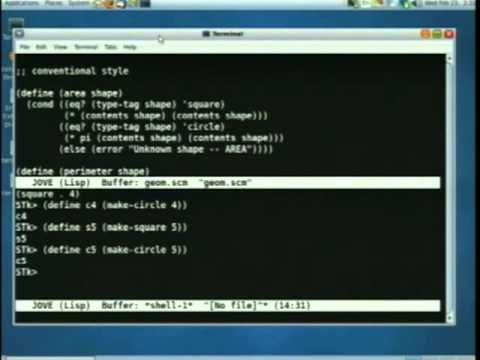 Applications Places System
Wed Feb 23, 2:3
Terminal
File Edit View Terminal Tabs Help
;; conventional style
(define (area shape)
(cond ((eq? (type-tag shape) 'square)
(* (contents shape) (contents shape)))
((eq? (type-tag shape) 'circle)
(* pi (contents shape) (contents shape)))
(else (error "Unknown shape -- AREA"))))
(define (perimeter shape)
JOVE (Lisp) Buffer: geom.scm "geom.scm"
(square . 4)
STk> (define c4 (make-circle 4))
c4
STk> (define s5 (make-square 5))
s5
STk> (define c5 (make-circle 5))
c5
STk>
JOVE (Lisp) Buffer: *shell-1* "[No file]"* (14:31)